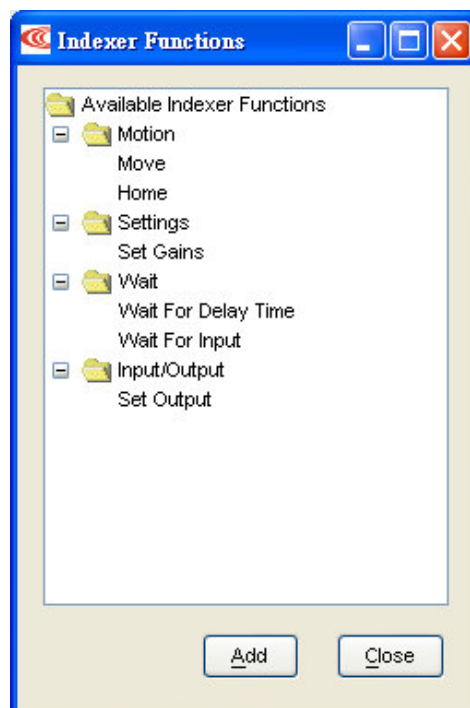 Indexer Functions
Available Indexer Functions
Motion
Move
Home
Settings
Set Gains
Wait
Wait For Delay Time
Wait For Input
Input/Output
Set Output
Add
Close